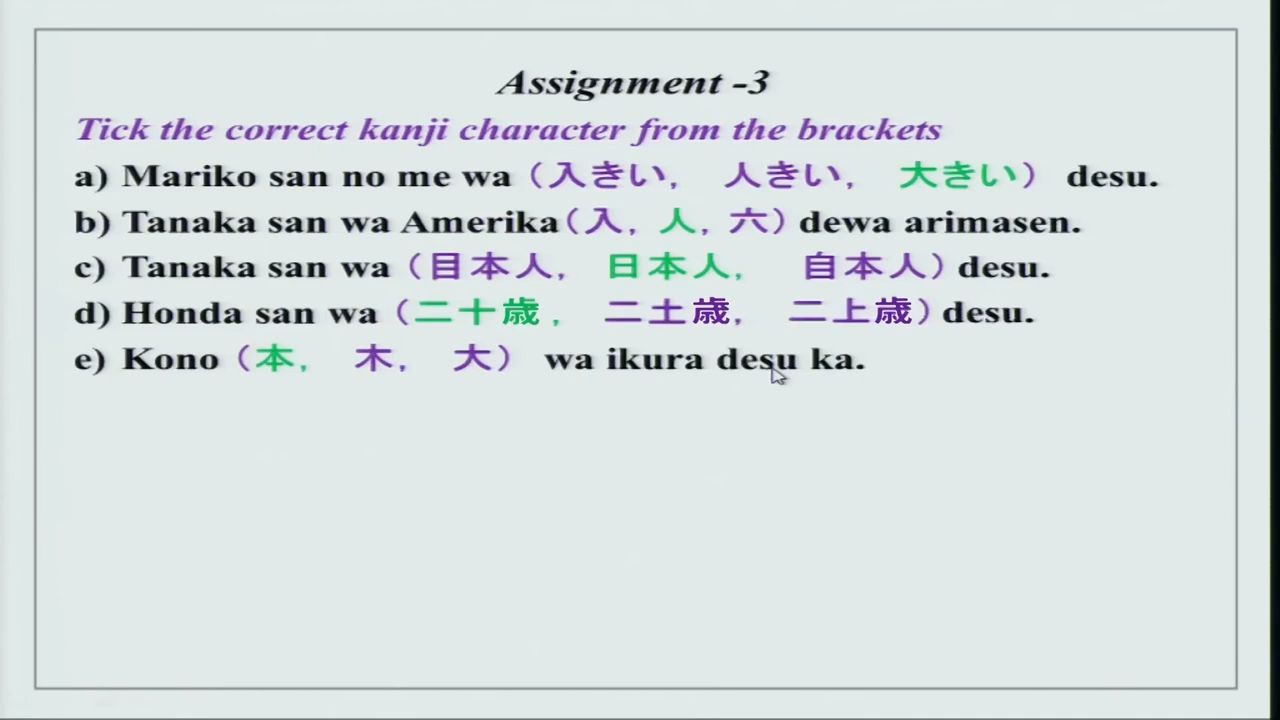 Assignment -3
Tick the correct kanji character from the brackets
a) Mariko san no me wa（入きい, 人きい, 大きい） desu.
b) Tanaka san wa Amerika（入, 人, 六）dewa arimasen.
c) Tanaka san wa（目本人, 日本人, 自本人）desu.
d) Honda san wa（二十歳, 二土歳, 二上歳）desu.
e) Kono（本, 木, 大） wa ikura desu ka.